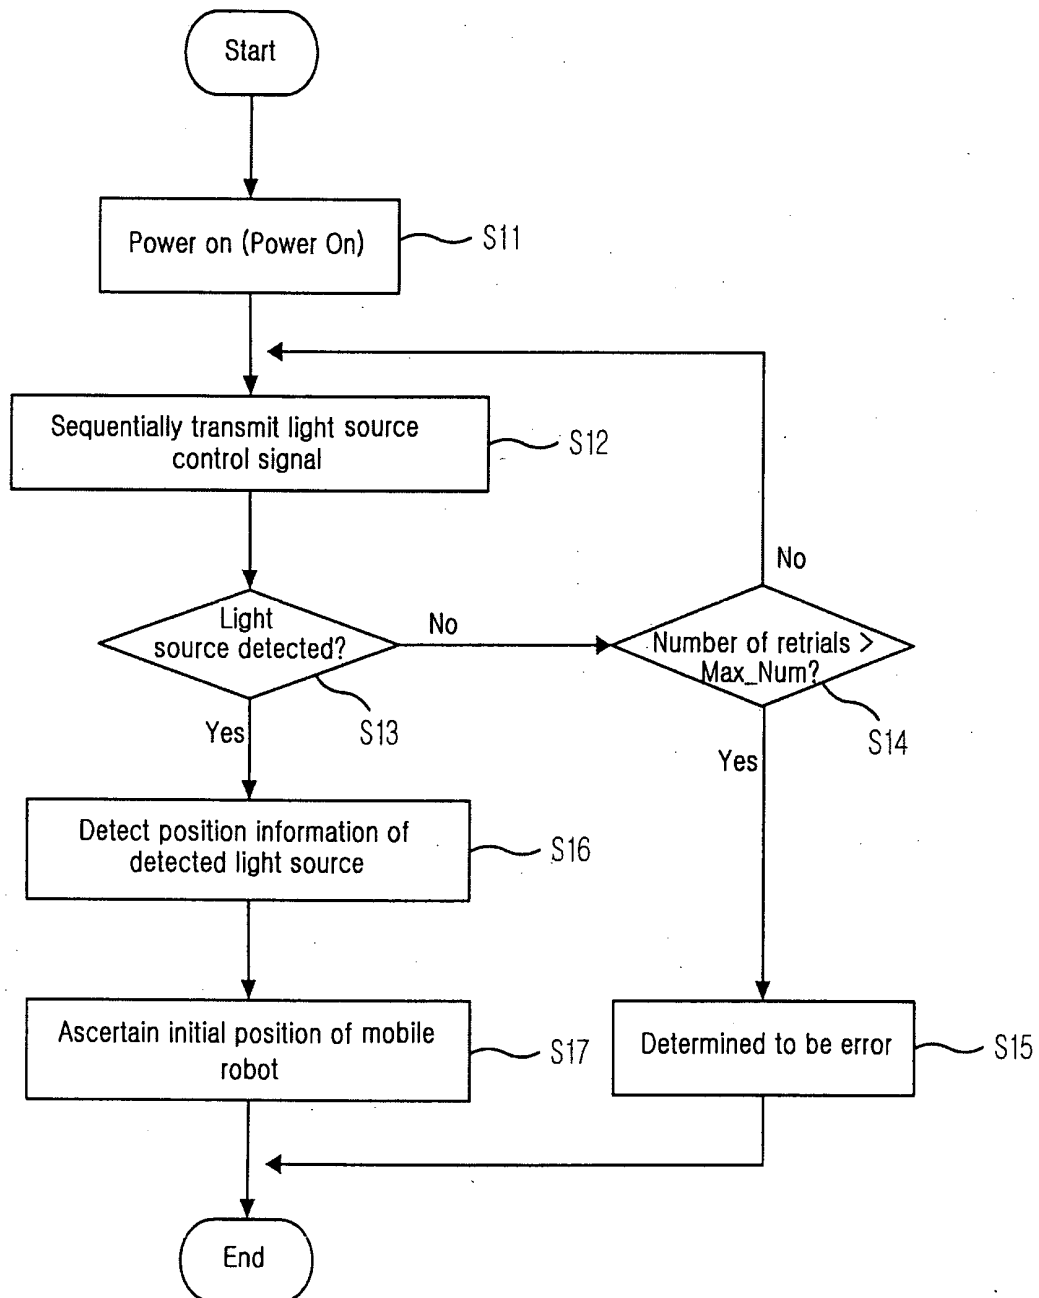 Start
Power on (Power On)
S11
Sequentially transmit light source
control signal
S12
Light
source detected?
S13
No
Yes
Number of retrials >
Max_Num?
S14
No
Yes
Detect position information of
detected light source
S16
Ascertain initial position of mobile
robot
S17
Determined to be error
S15
End